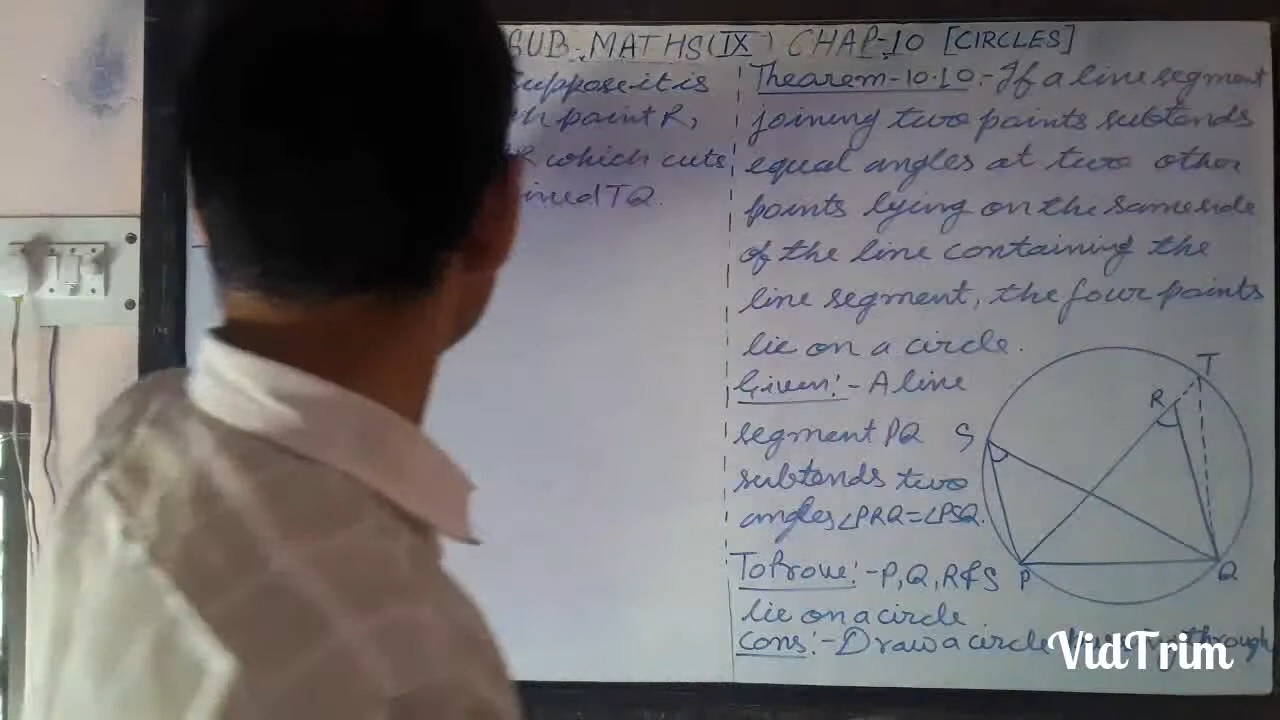 SUB-MATHS(IX) CHAP-10 [CIRCLES]
suppose it is
point R,
which cuts
TQ.
Thearem-10.10:- If a line segment
joining two points subtends
equal angles at two other
points lying on the same side
of the line containing the
line segment, the four points
lie on a circle.
Given:- A line
segment PQ
subtends two
angles ∠PRQ=∠PSQ.
To Prove:- P, Q, R & S
lie on a circle
Cons:- Draw a circle through
T
R
S
P
Q
VidTrim